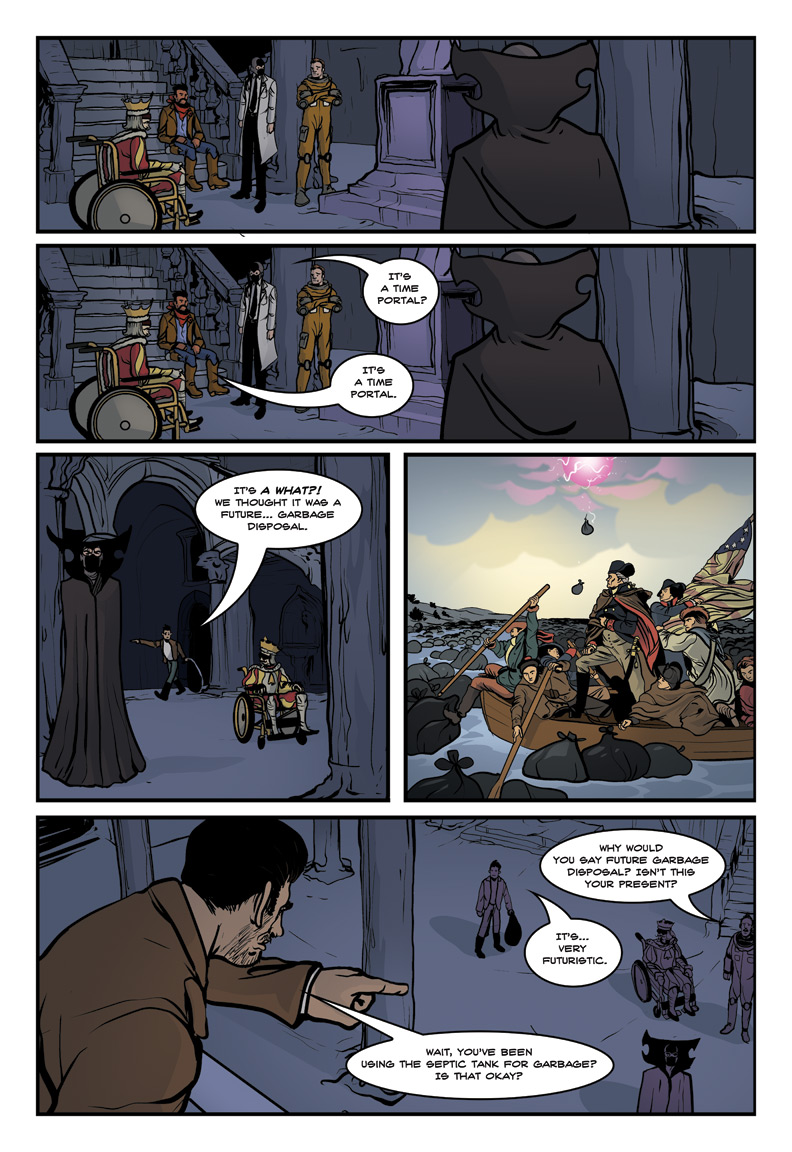 IT'S
A TIME
PORTAL?
IT'S
A TIME
PORTAL.
IT'S A WHAT?!
WE THOUGHT IT WAS A
FUTURE... GARBAGE
DISPOSAL.
WHY WOULD
YOU SAY FUTURE GARBAGE
DISPOSAL? ISN'T THIS
YOUR PRESENT?
IT'S...
VERY
FUTURISTIC.
WAIT, YOU'VE BEEN
USING THE SEPTIC TANK FOR GARBAGE?
IS THAT OKAY?